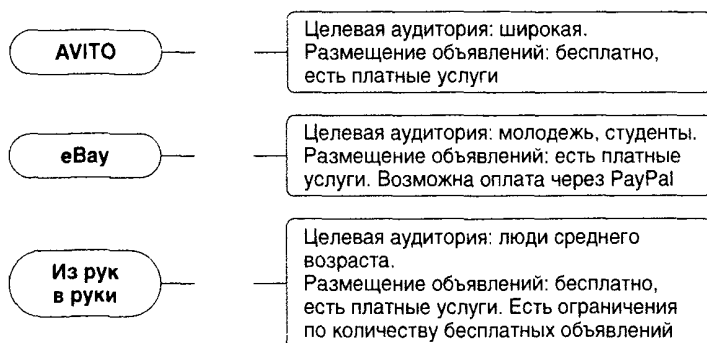 AVITO
Целевая аудитория: широкая.
Размещение объявлений: бесплатно,
есть платные услуги
eBay
Целевая аудитория: молодежь, студенты.
Размещение объявлений: есть платные
услуги. Возможна оплата через PayPal
Из рук
в руки
Целевая аудитория: люди среднего
возраста.
Размещение объявлений: бесплатно,
есть платные услуги. Есть ограничения
по количеству бесплатных объявлений